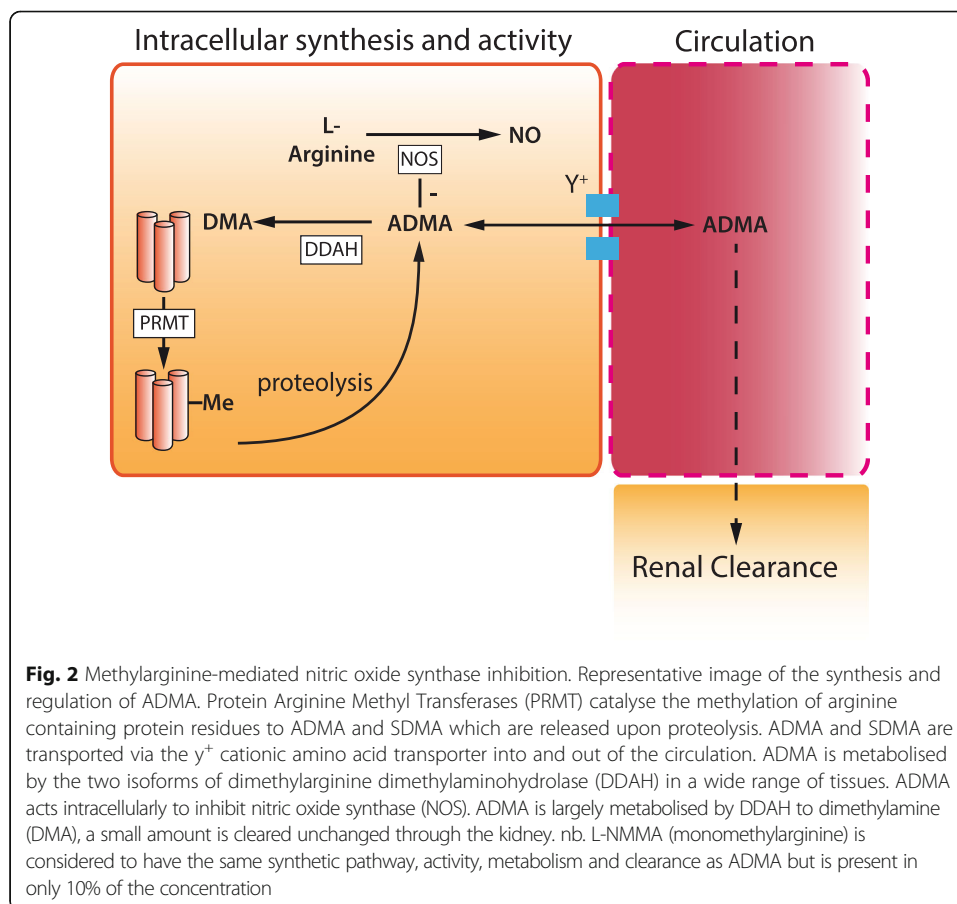 Intracellular synthesis and activity
Circulation
L-
Arginine
NO
NOS
-
Y⁺
DMA
ADMA
ADMA
DDAH
PRMT
proteolysis
-Me
Renal Clearance
Fig. 2 Methylarginine-mediated nitric oxide synthase inhibition. Representative image of the synthesis and
regulation of ADMA. Protein Arginine Methyl Transferases (PRMT) catalyse the methylation of arginine
containing protein residues to ADMA and SDMA which are released upon proteolysis. ADMA and SDMA are
transported via the y⁺ cationic amino acid transporter into and out of the circulation. ADMA is metabolised
by the two isoforms of dimethylarginine dimethylaminohydrolase (DDAH) in a wide range of tissues. ADMA
acts intracellularly to inhibit nitric oxide synthase (NOS). ADMA is largely metabolised by DDAH to dimethylamine
(DMA), a small amount is cleared unchanged through the kidney. nb. L-NMMA (monomethylarginine) is
considered to have the same synthetic pathway, activity, metabolism and clearance as ADMA but is present in
only 10% of the concentration